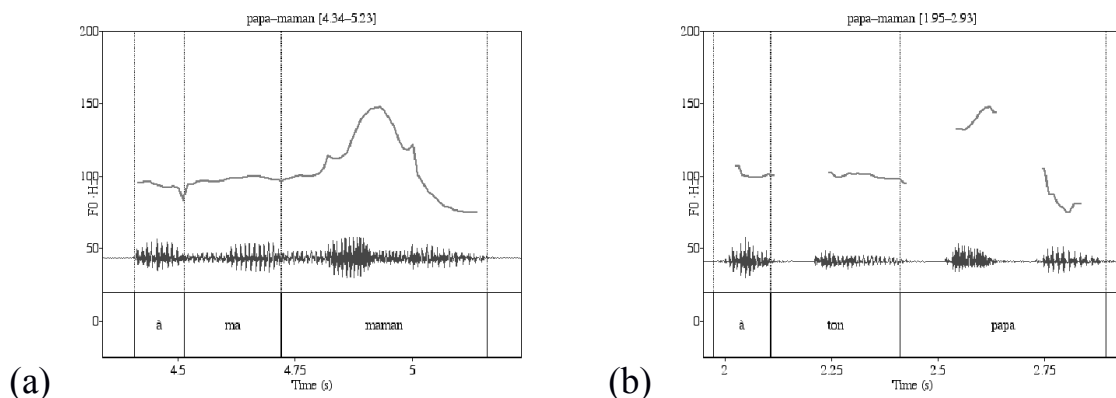 papa–maman [4.34–5.23]
200
150
100
50
0
F0 (Hz)
à ma maman
4.5 4.75 5
Time (s)
(a)
papa–maman [1.95–2.93]
200
150
100
50
0
F0 (Hz)
à ton papa
2 2.25 2.5 2.75
Time (s)
(b)